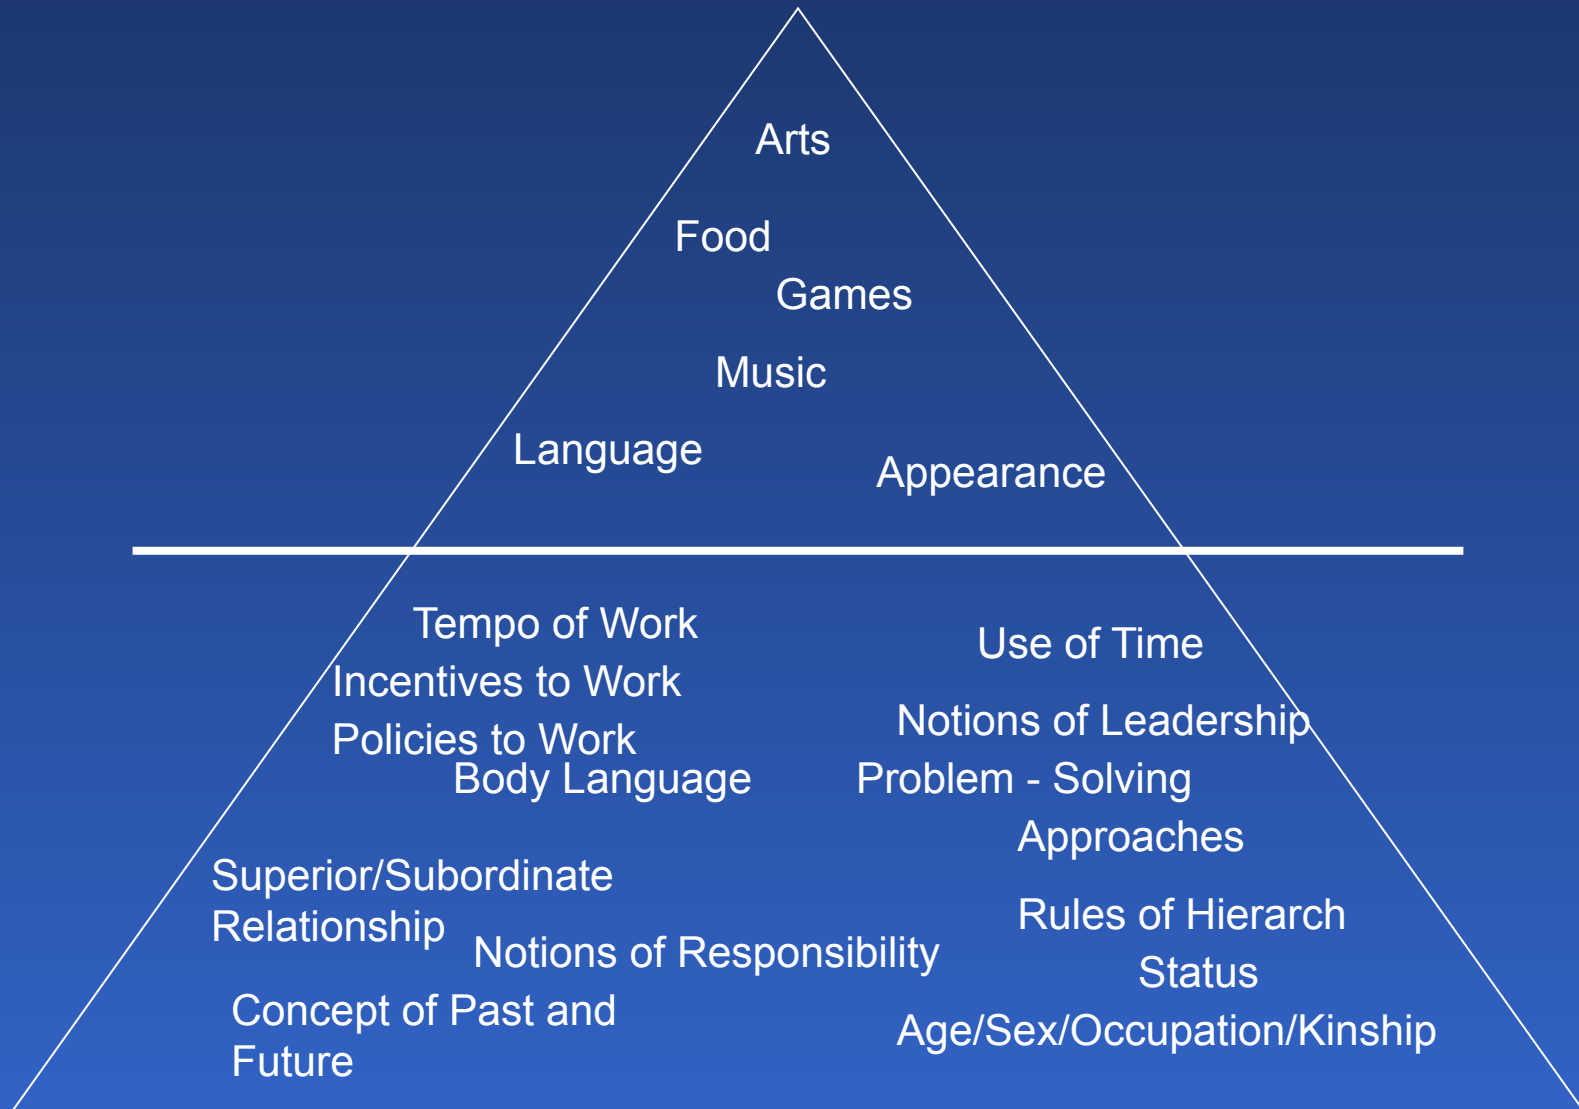 Arts
Food
Games
Music
Language
Appearance
Tempo of Work
Incentives to Work
Policies to Work
Body Language
Use of Time
Notions of Leadership
Problem - Solving
Approaches
Superior/Subordinate
Relationship
Notions of Responsibility
Concept of Past and
Future
Rules of Hierarch
Status
Age/Sex/Occupation/Kinship